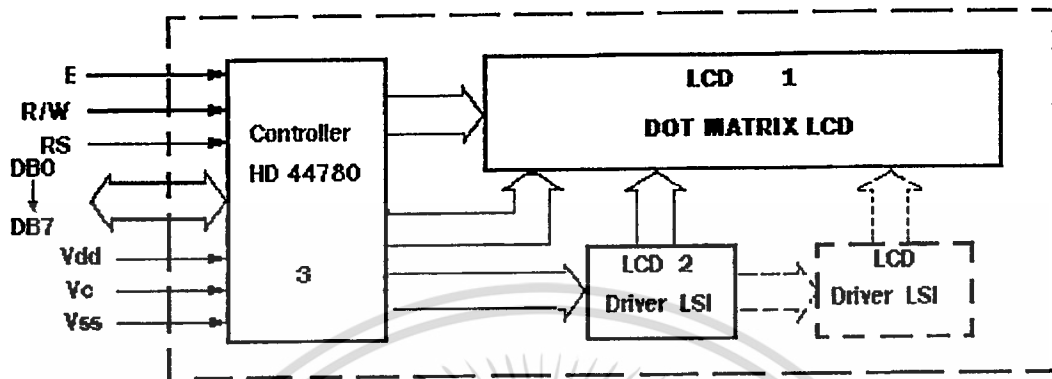 E
R/W
RS
DB0
DB7
Vdd
Vc
Vss
Controller
HD 44780
3
LCD 1
DOT MATRIX LCD
LCD 2
Driver LSI
LCD
Driver LSI